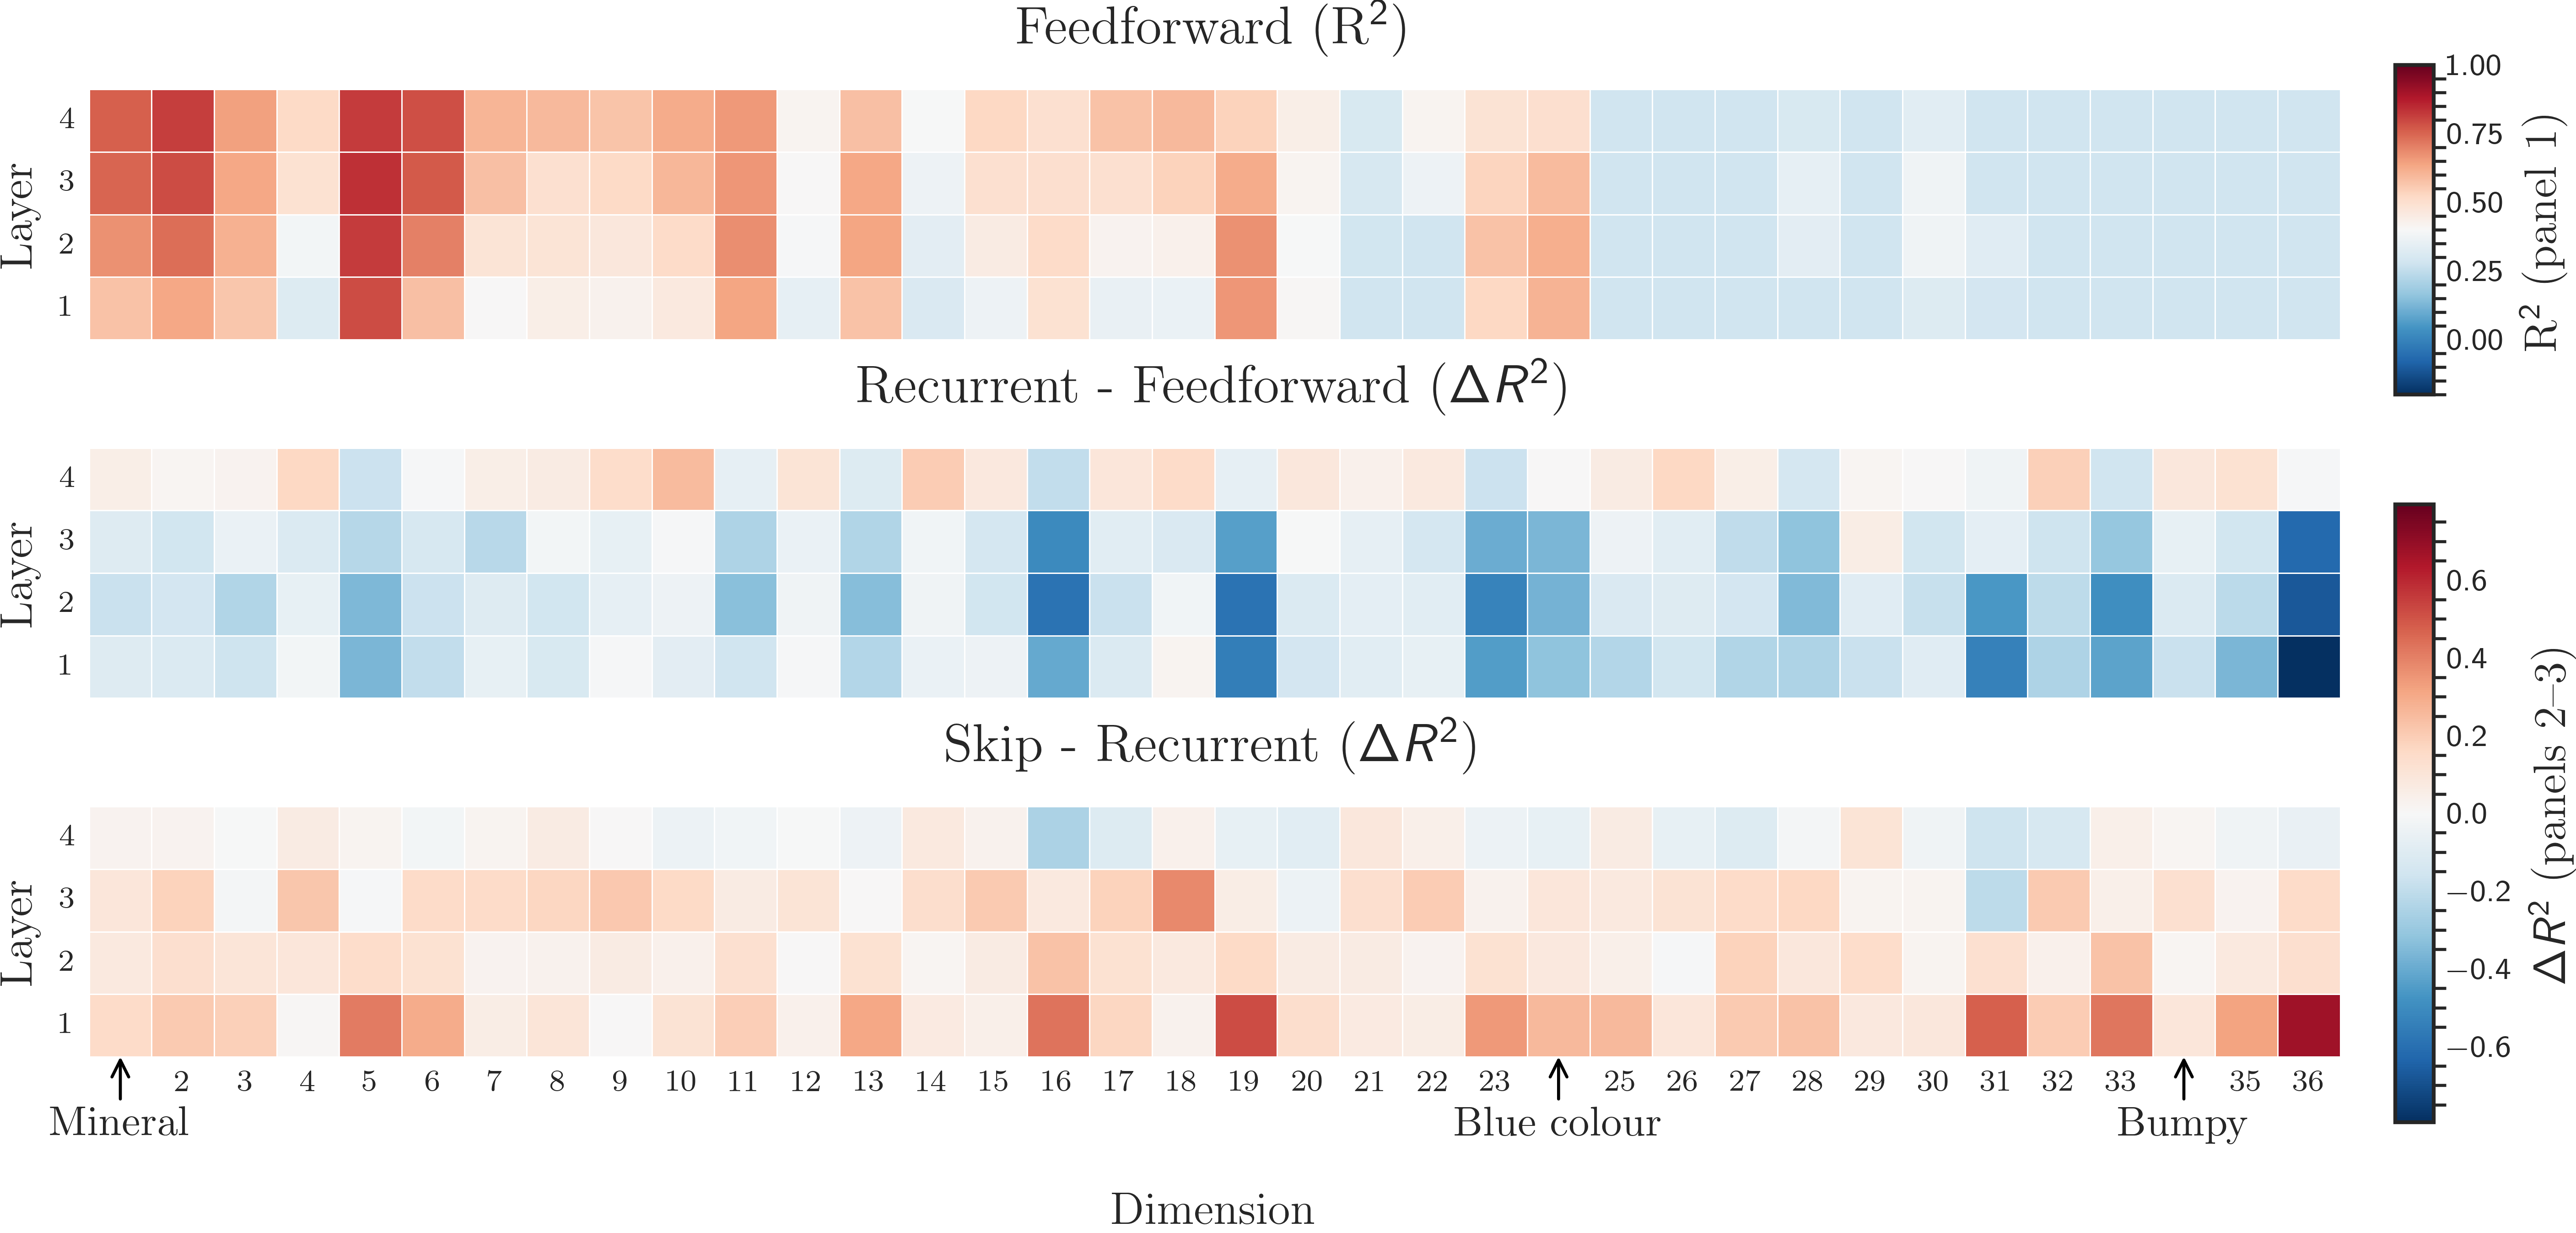 Feedforward (R²)
Layer
4
3
2
1
1.00
0.75
0.50
0.25
0.00
R² (panel 1)
Recurrent - Feedforward (ΔR²)
Layer
4
3
2
1
Skip - Recurrent (ΔR²)
Layer
4
3
2
1
0.6
0.4
0.2
0.0
−0.2
−0.4
−0.6
ΔR² (panels 2–3)
2 3 4 5 6 7 8 9 10 11 12 13 14 15 16 17 18 19 20 21 22 23 25 26 27 28 29 30 31 32 33 35 36
Mineral Blue colour Bumpy
Dimension